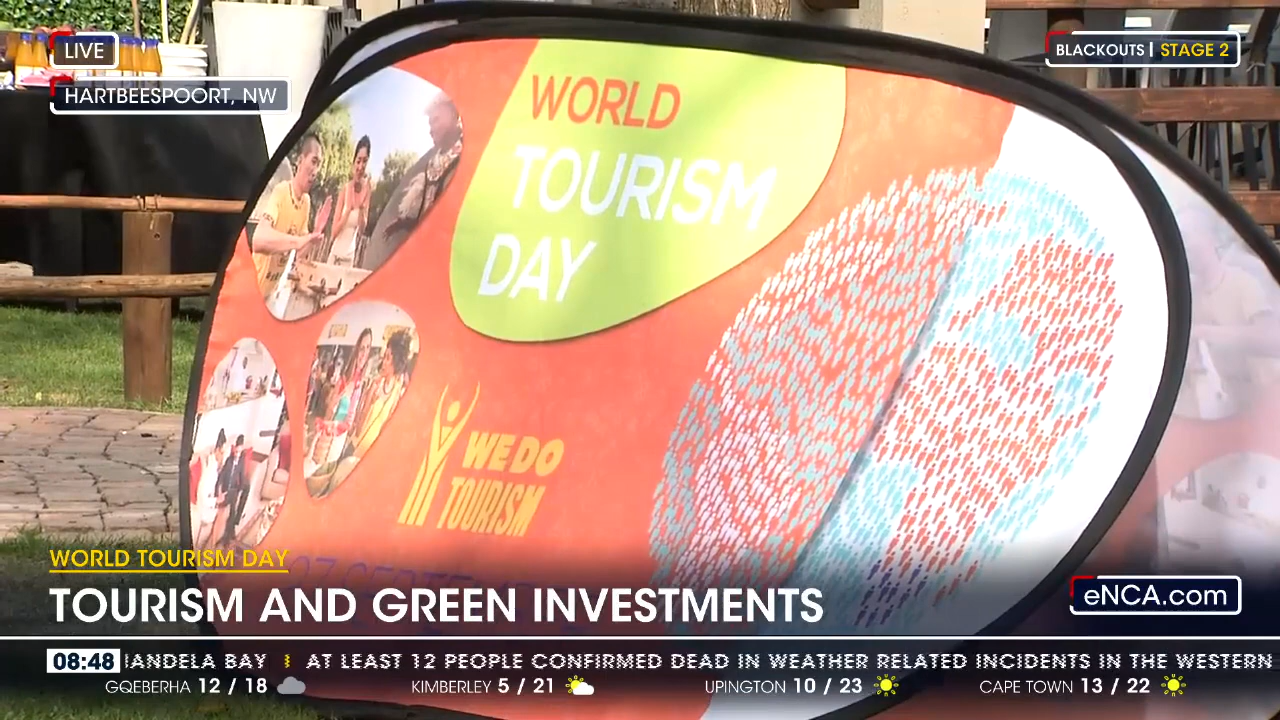 LIVE
BLACKOUTS | STAGE 2
HARTBEESPOORT, NW
WORLD
TOURISM
DAY
WE DO
TOURISM
WORLD TOURISM DAY
TOURISM AND GREEN INVESTMENTS
eNCA.com
08:48 BAY AT LEAST 12 PEOPLE CONFIRMED DEAD IN WEATHER RELATED INCIDENTS IN THE WESTERN
GQEBERHA 12 / 18 KIMBERLEY 5 / 21 UPINGTON 10 / 23 CAPE TOWN 13 / 22